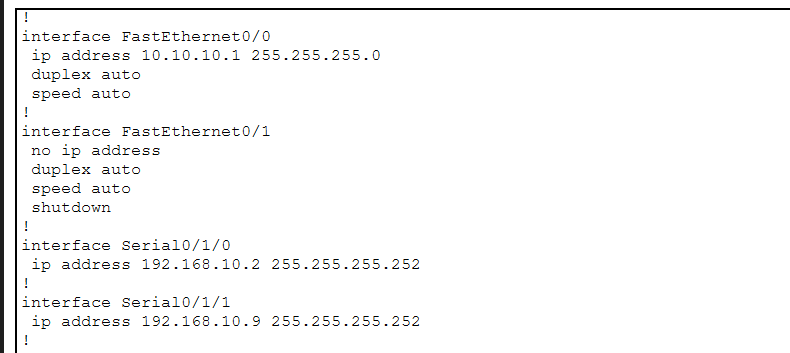 !
interface FastEthernet0/0
 ip address 10.10.10.1 255.255.255.0
 duplex auto
 speed auto
!
interface FastEthernet0/1
 no ip address
 duplex auto
 speed auto
 shutdown
!
interface Serial0/1/0
 ip address 192.168.10.2 255.255.255.252
!
interface Serial0/1/1
 ip address 192.168.10.9 255.255.255.252
!